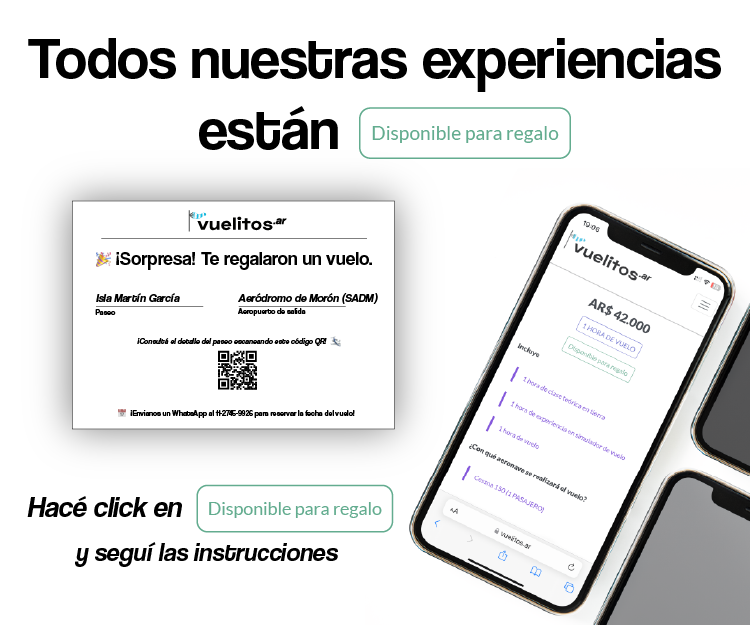 Todos nuestras experiencias
están Disponible para regalo
vuelitos.ar
🎉 ¡Sorpresa! Te regalaron un vuelo.
Isla Martín García
Paseo
Aeródromo de Morón (SADM)
Aeropuerto de salida
¡Consultá el detalle del paseo escaneando este código QR!
¡Envianos un WhatsApp al 11-2745-9926 para reservar la fecha del vuelo!
Hacé click en Disponible para regalo
y seguí las instrucciones
19:06
vuelitos.ar
AR$ 42.000
1 HORA DE VUELO
Disponible para regalo
Incluye
1 hora de clase teórica en tierra
1 hora de experiencia en simulador de vuelo
1 hora de vuelo
¿Con qué aeronave se realizará el vuelo?
Cessna 150 (1 PASAJERO)
AA vuelitos.ar